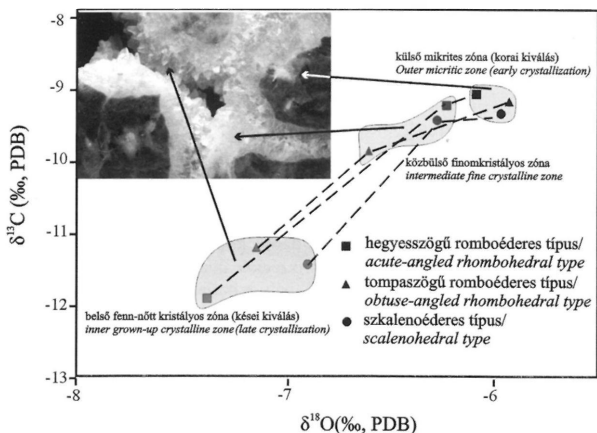 -8
-9
-10
-11
-12
-13
δ¹³C (‰, PDB)
külső mikrites zóna (korai kiválás)
Outer micritic zone (early crystallization)
közbülső finomkristályos zóna
intermediate fine crystalline zone
hegyesszögű romboéderes típus/
acute-angled rhombohedral type
tompaszögű romboéderes típus/
obtuse-angled rhombohedral type
szkalenoéderes típus/
scalenohedral type
belső fenn-nőtt kristályos zóna (kései kiválás)
inner grown-up crystalline zone (late crystallization)
-8
-7
-6
δ¹⁸O(‰, PDB)